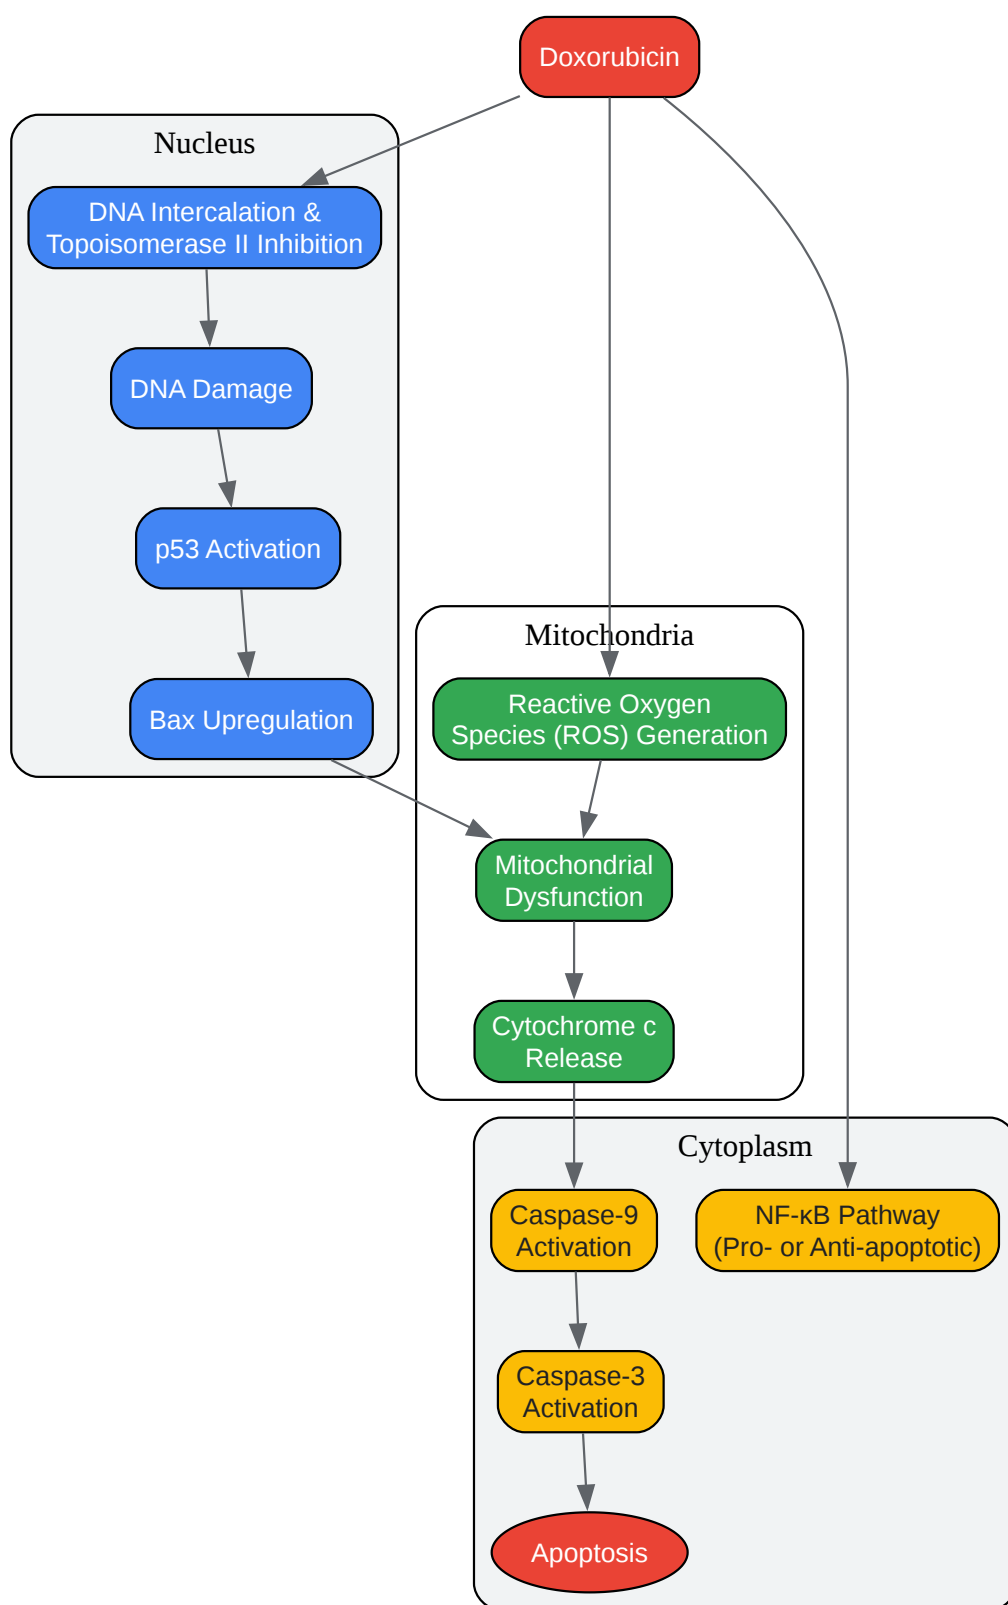 Doxorubicin
Nucleus
DNA Intercalation &
Topoisomerase II Inhibition
DNA Damage
p53 Activation
Bax Upregulation
Mitochondria
Reactive Oxygen
Species (ROS) Generation
Mitochondrial
Dysfunction
Cytochrome c
Release
Cytoplasm
Caspase-9
Activation
NF-κB Pathway
(Pro- or Anti-apoptotic)
Caspase-3
Activation
Apoptosis